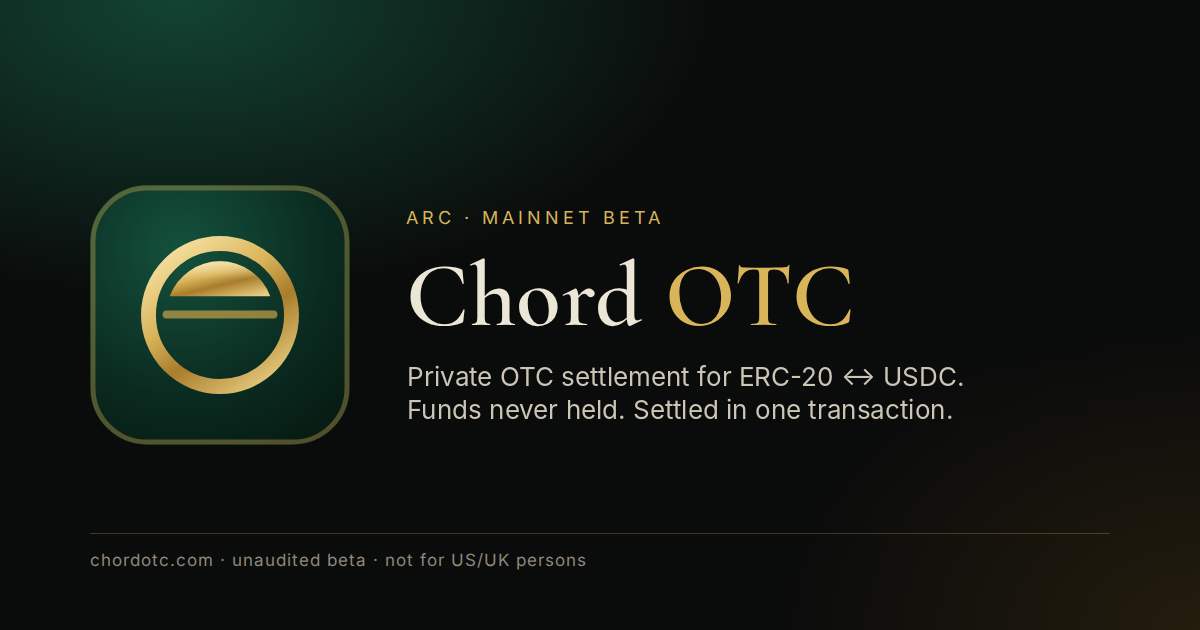 ARC · MAINNET BETA
Chord OTC
Private OTC settlement for ERC-20 ↔ USDC.
Funds never held. Settled in one transaction.
chordotc.com · unaudited beta · not for US/UK persons